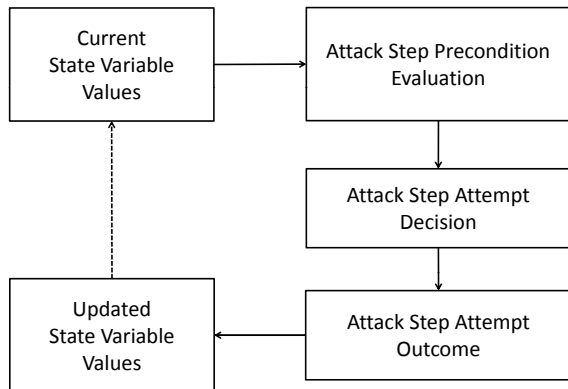 Current
State Variable
Values
Attack Step Precondition
Evaluation
Attack Step Attempt
Decision
Attack Step Attempt
Outcome
Updated
State Variable
Values